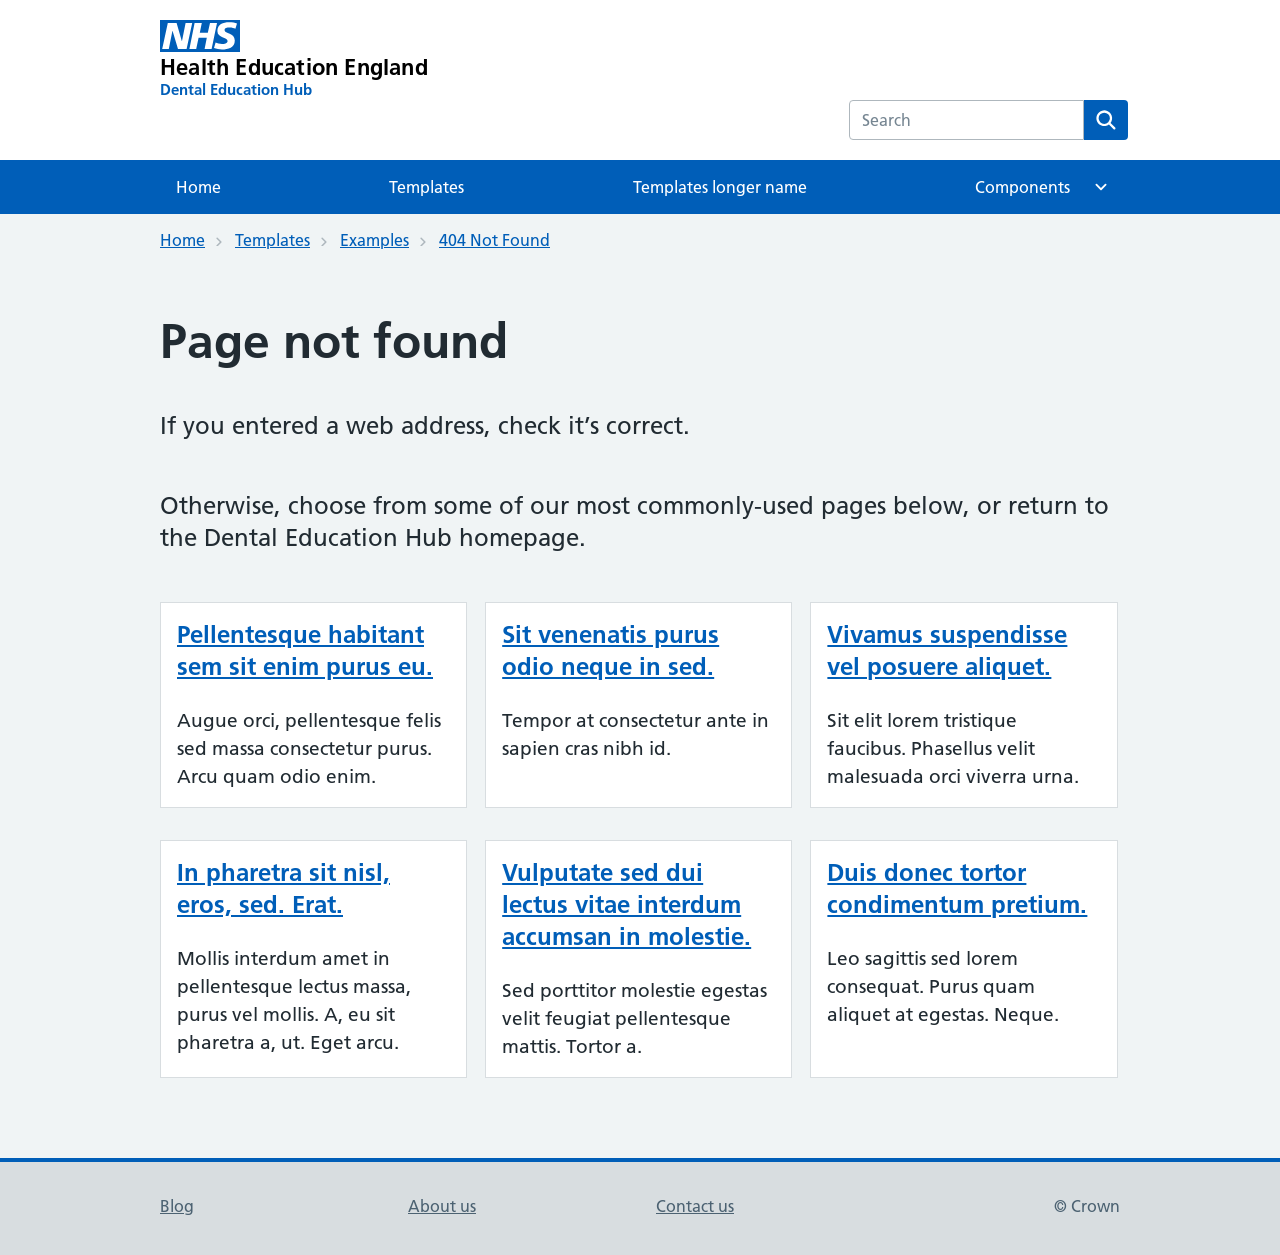 NHS
Health Education England
Dental Education Hub
Search
Home Templates Templates longer name Components
Home Templates Examples 404 Not Found
Page not found
If you entered a web address, check it’s correct.
Otherwise, choose from some of our most commonly-used pages below, or return to
the Dental Education Hub homepage.
Pellentesque habitant
sem sit enim purus eu.
Augue orci, pellentesque felis
sed massa consectetur purus.
Arcu quam odio enim.
Sit venenatis purus
odio neque in sed.
Tempor at consectetur ante in
sapien cras nibh id.
Vivamus suspendisse
vel posuere aliquet.
Sit elit lorem tristique
faucibus. Phasellus velit
malesuada orci viverra urna.
In pharetra sit nisl,
eros, sed. Erat.
Mollis interdum amet in
pellentesque lectus massa,
purus vel mollis. A, eu sit
pharetra a, ut. Eget arcu.
Vulputate sed dui
lectus vitae interdum
accumsan in molestie.
Sed porttitor molestie egestas
velit feugiat pellentesque
mattis. Tortor a.
Duis donec tortor
condimentum pretium.
Leo sagittis sed lorem
consequat. Purus quam
aliquet at egestas. Neque.
Blog About us Contact us © Crown